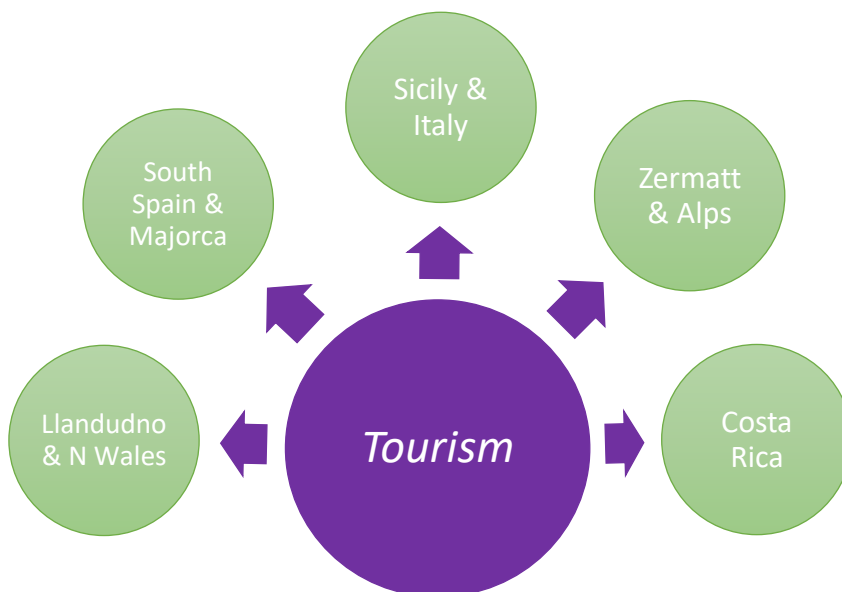 Sicily &
Italy
South
Spain &
Majorca
Zermatt
& Alps
Llandudno
& N Wales
Tourism
Costa
Rica